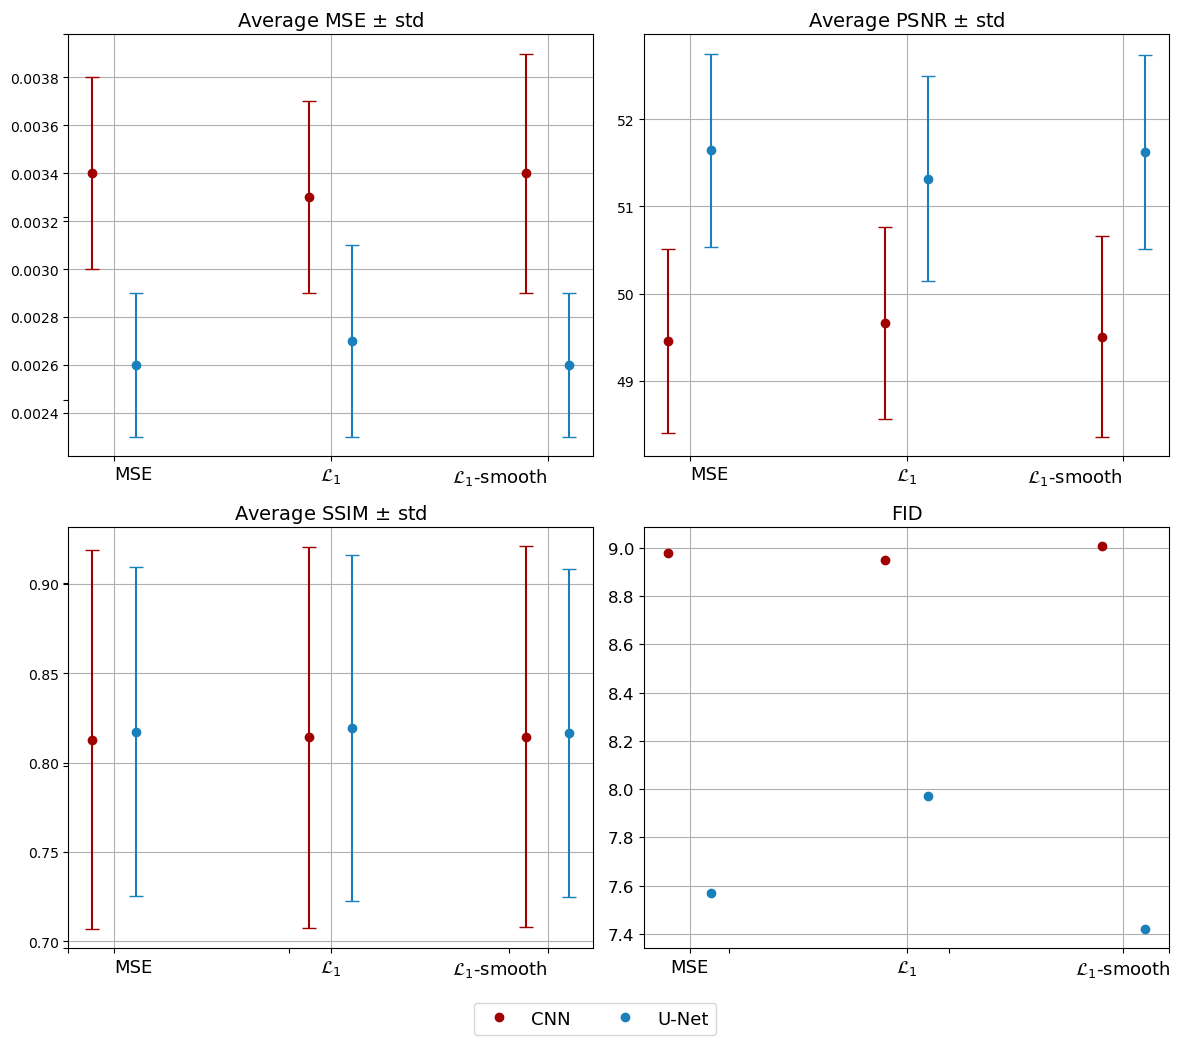 Average MSE ± std
Average PSNR ± std
0.0038
0.0036
0.0034
0.0032
0.0030
0.0028
0.0026
0.0024
52
51
50
49
MSE
ℒ₁
ℒ₁-smooth
MSE
ℒ₁
ℒ₁-smooth
Average SSIM ± std
FID
0.90
0.85
0.80
0.75
0.70
9.0
8.8
8.6
8.4
8.2
8.0
7.8
7.6
7.4
MSE
ℒ₁
ℒ₁-smooth
MSE
ℒ₁
ℒ₁-smooth
CNN
U-Net